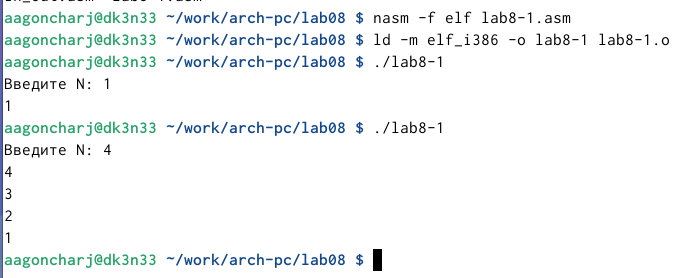 aagoncharj@dk3n33 ~/work/arch-pc/lab08 $ nasm -f elf lab8-1.asm
aagoncharj@dk3n33 ~/work/arch-pc/lab08 $ ld -m elf_i386 -o lab8-1 lab8-1.o
aagoncharj@dk3n33 ~/work/arch-pc/lab08 $ ./lab8-1
Введите N: 1
1
aagoncharj@dk3n33 ~/work/arch-pc/lab08 $ ./lab8-1
Введите N: 4
4
3
2
1
aagoncharj@dk3n33 ~/work/arch-pc/lab08 $